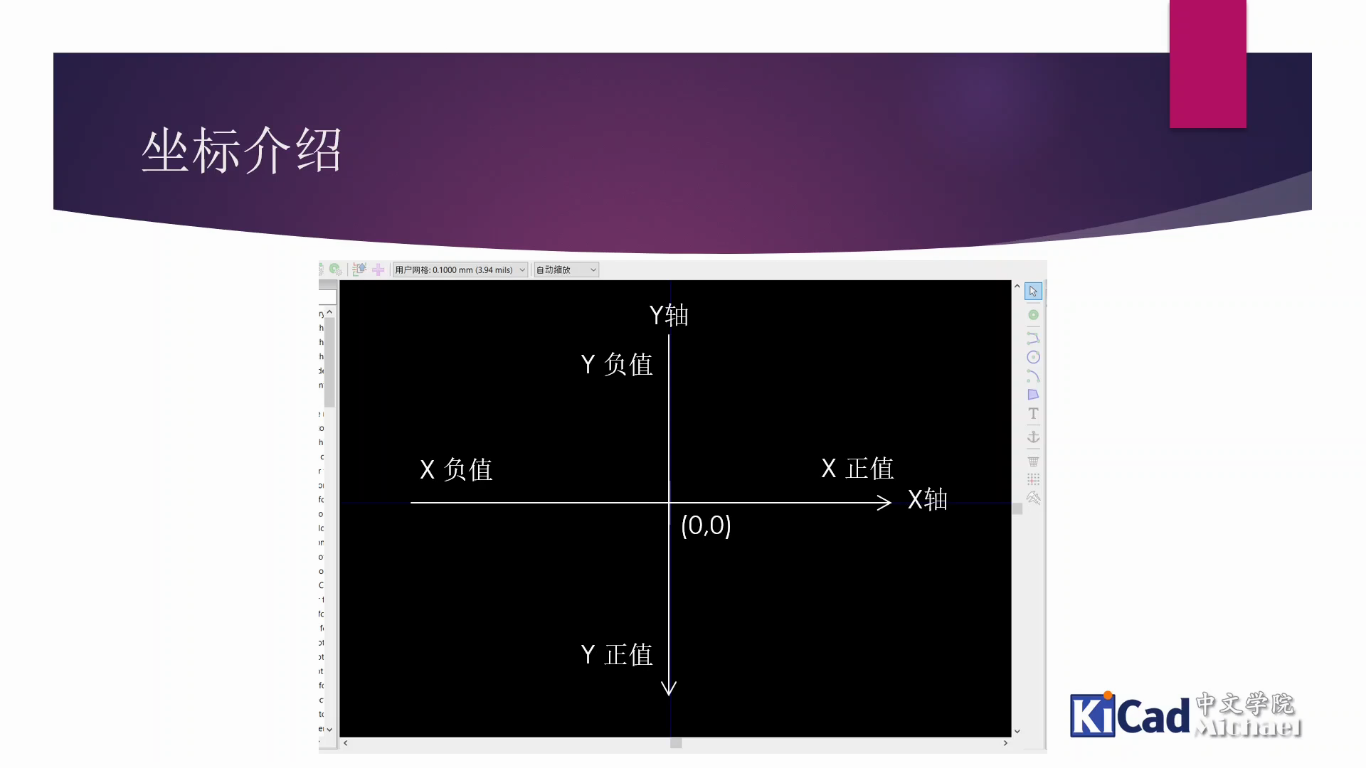 坐标介绍
用户网格: 0.1000 mm (3.94 mils)
自动缩放
Y轴
Y 负值
X 负值
X 正值
X轴
(0,0)
Y 正值
KiCad 中文学院
Michael